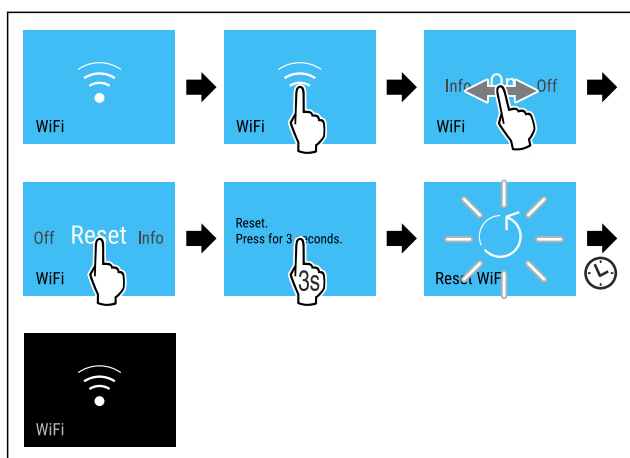 WiFi
WiFi
Info On Off
WiFi
Off Reset Info
WiFi
Reset.
Press for 3 seconds.
3s
Reset WiFi
WiFi